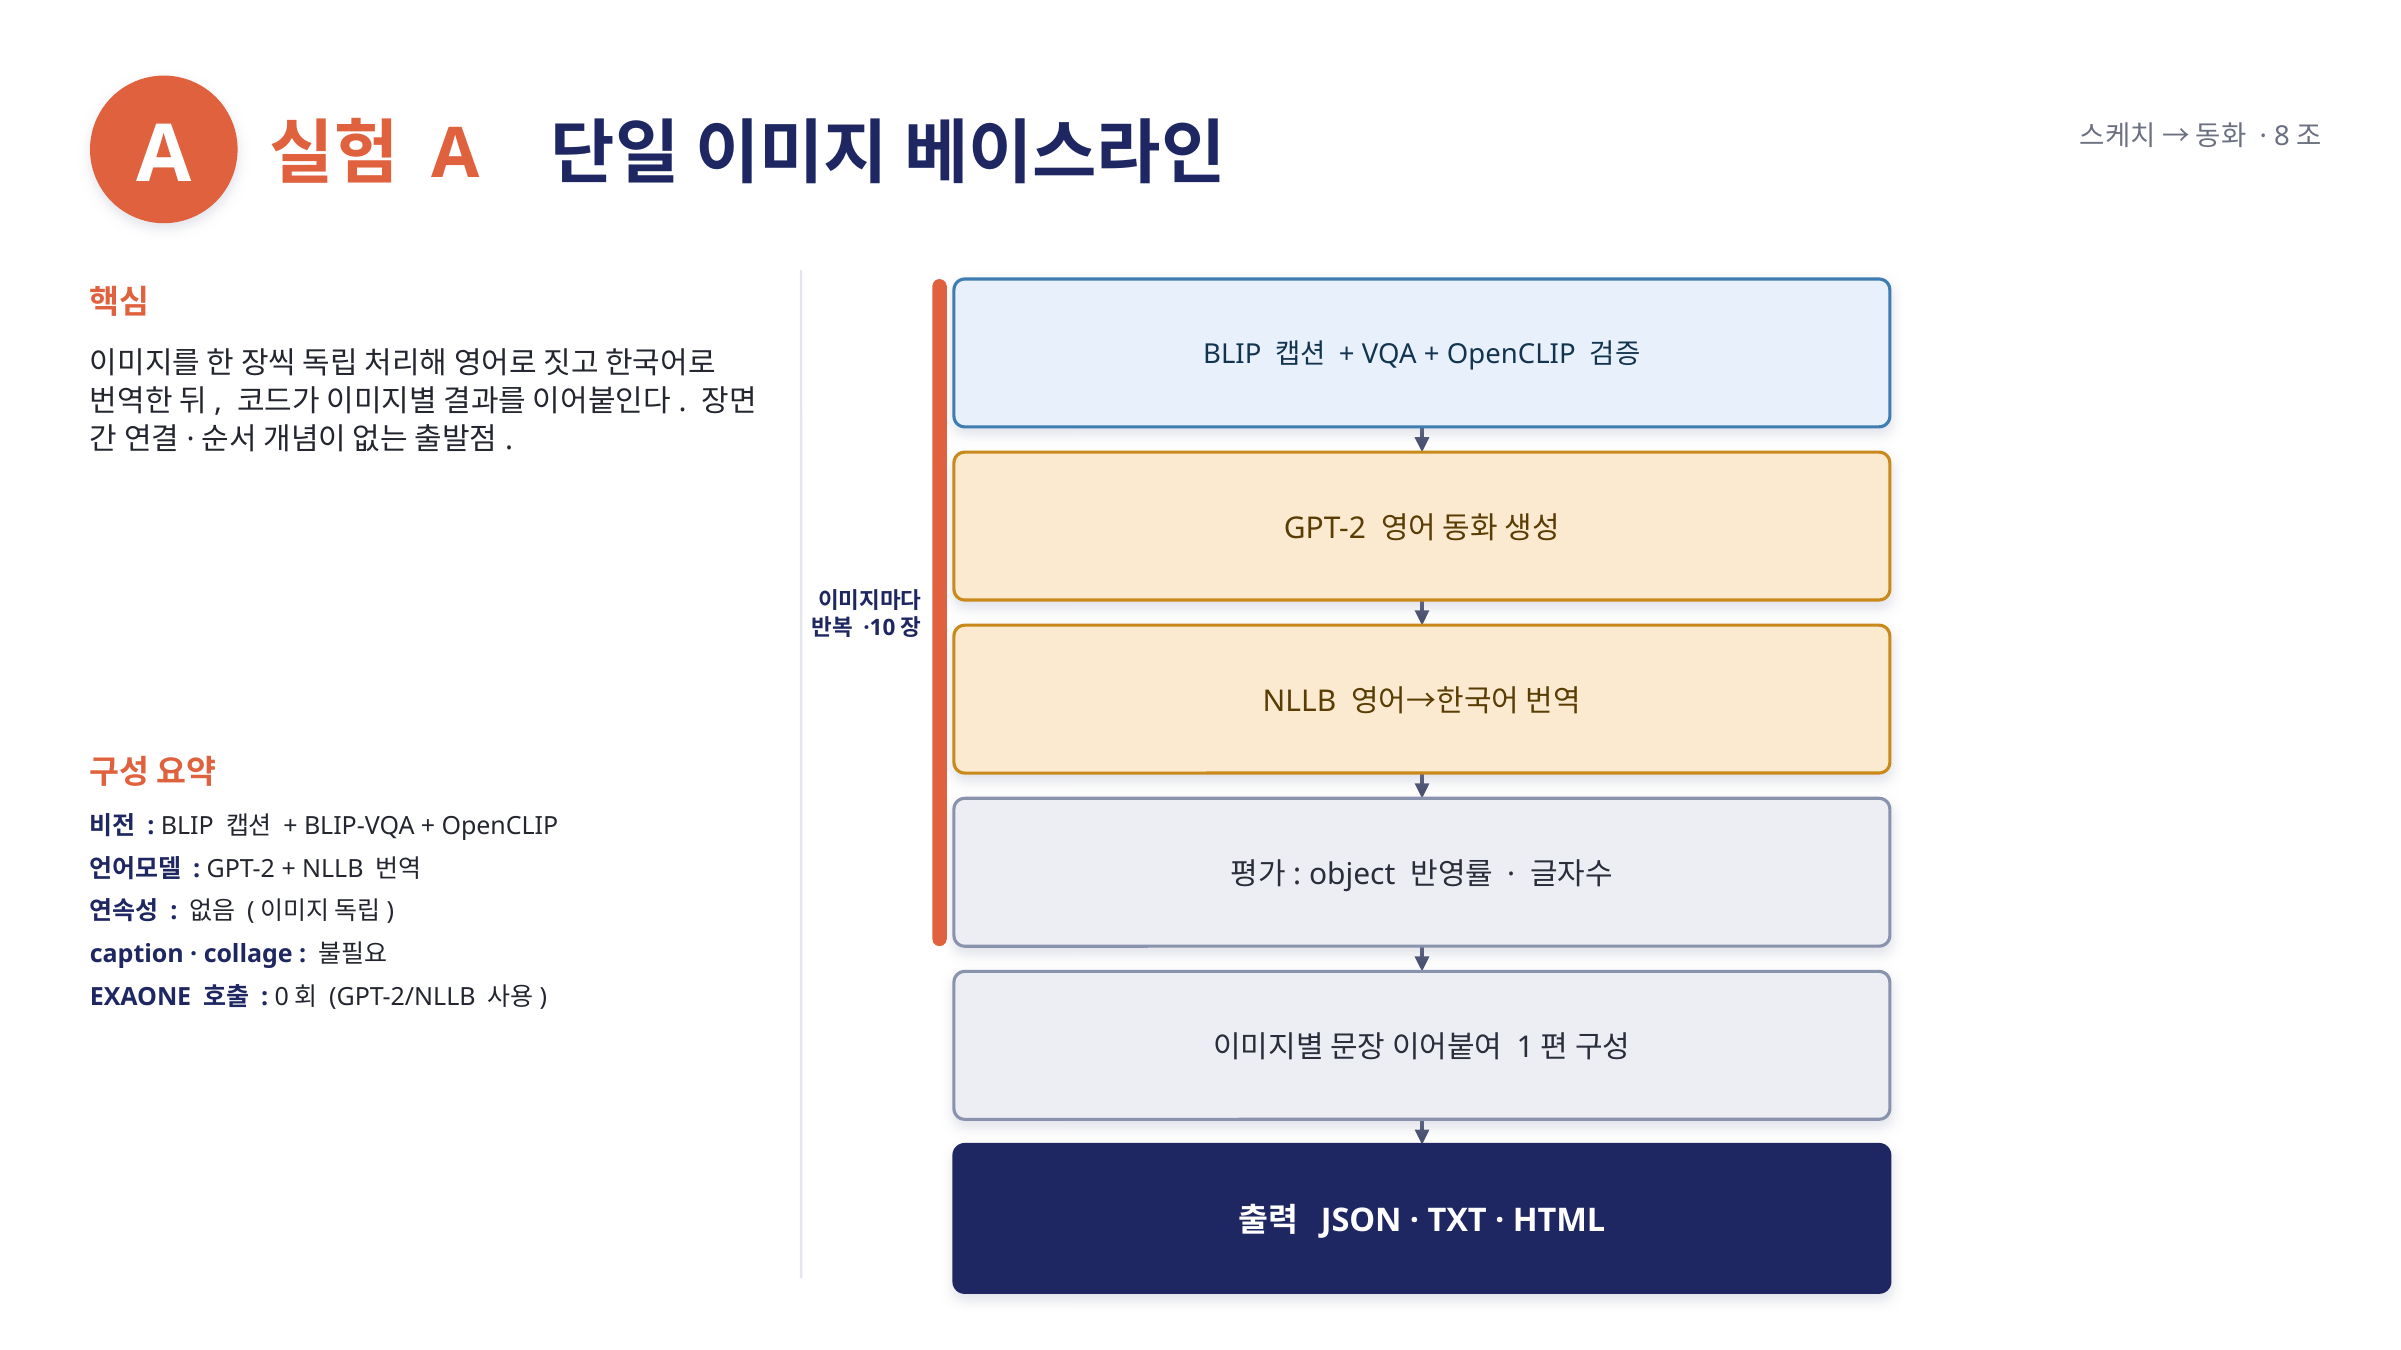 A
실험 A 단일 이미지 베이스라인
스케치 → 동화 · 8 조
핵심
이미지를 한 장씩 독립 처리해 영어로 짓고 한국어로
번역한 뒤 , 코드가 이미지별 결과를 이어붙인다 . 장면
간 연결 · 순서 개념이 없는 출발점 .
구성 요약
비전 : BLIP 캡션 + BLIP-VQA + OpenCLIP
언어모델 : GPT-2 + NLLB 번역
연속성 : 없음 ( 이미지 독립 )
caption · collage : 불필요
EXAONE 호출 : 0 회 (GPT-2/NLLB 사용 )
이미지마다
반복 ·10 장
BLIP 캡션 + VQA + OpenCLIP 검증
GPT-2 영어 동화 생성
NLLB 영어→한국어 번역
평가 : object 반영률 · 글자수
이미지별 문장 이어붙여 1 편 구성
출력 JSON · TXT · HTML